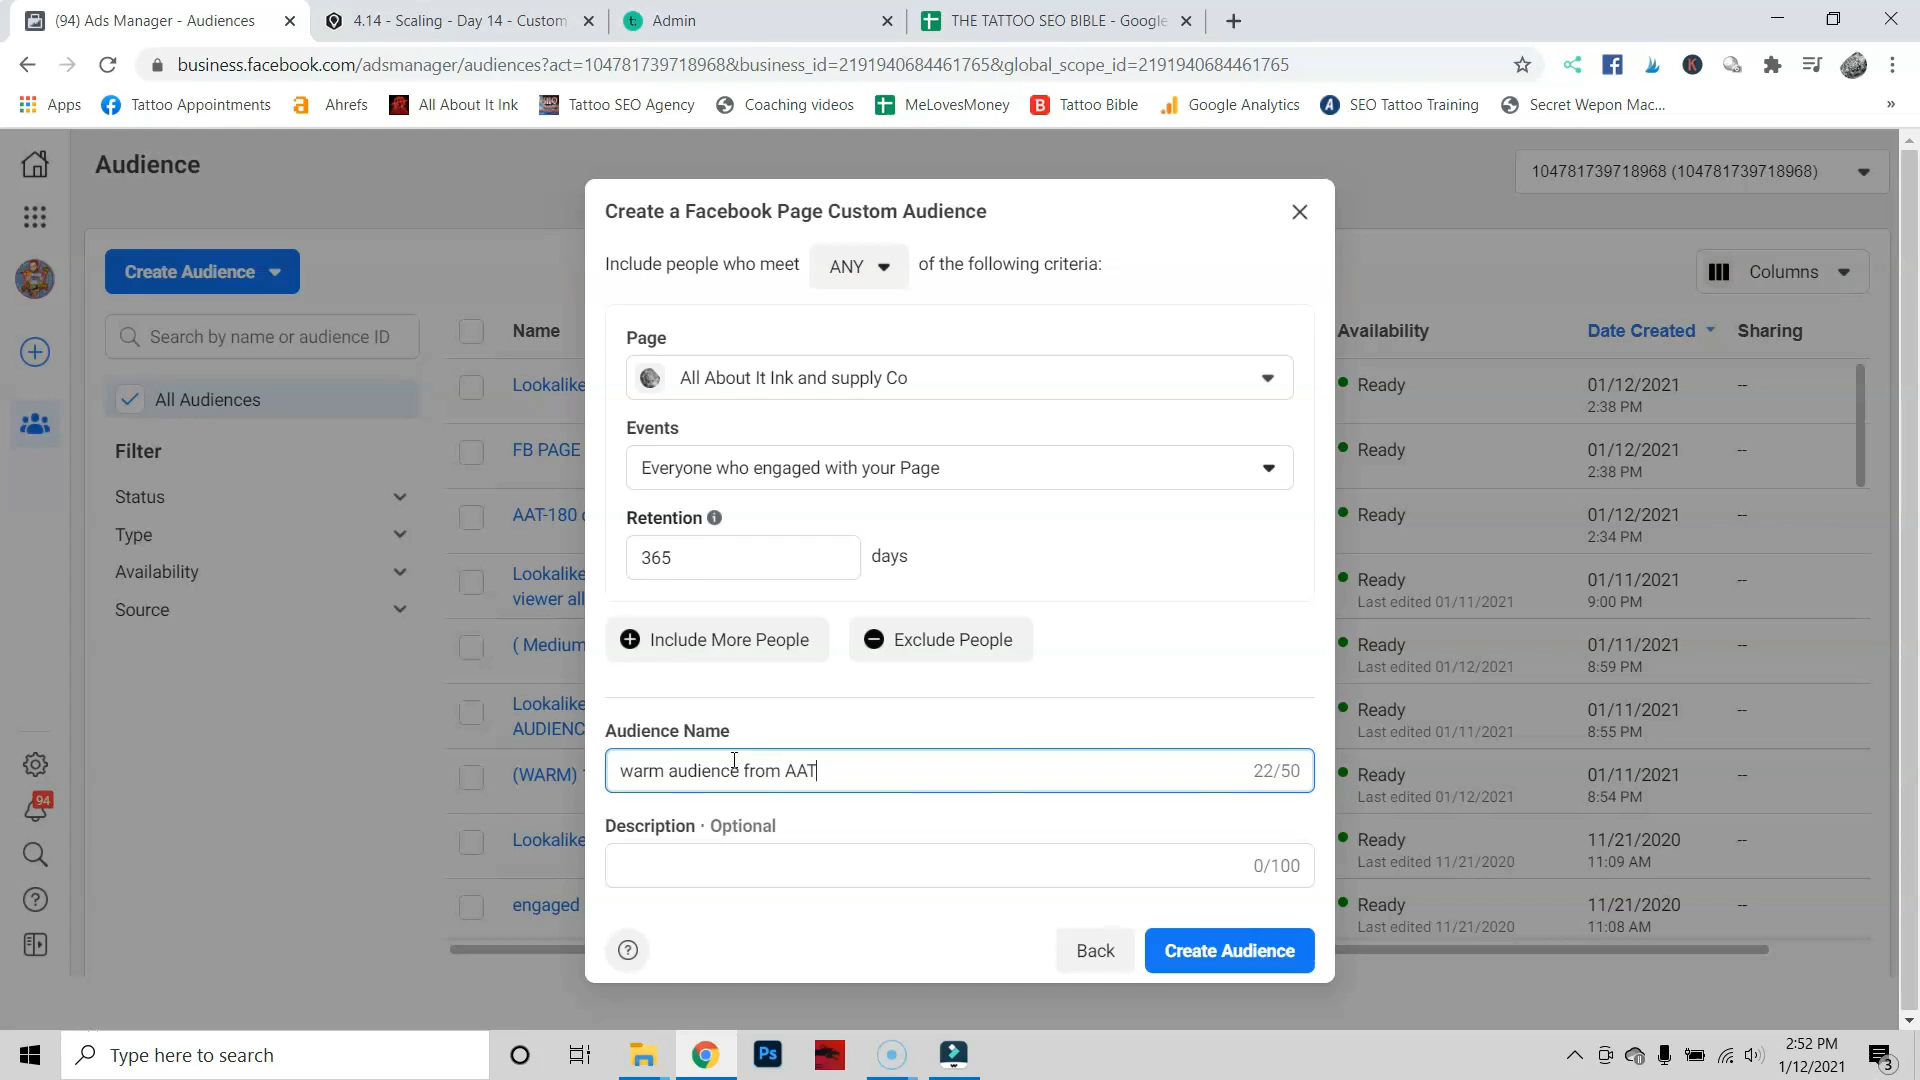 (94) Ads Manager - Audiences
4.14 - Scaling - Day 14 - Custom
Admin
THE TATTOO SEO BIBLE - Google
business.facebook.com/adsmanager/audiences?act=104781739718968&business_id=2191940684461765&global_scope_id=2191940684461765
Apps
Tattoo Appointments
Ahrefs
All About It Ink
Tattoo SEO Agency
Coaching videos
MeLovesMoney
Tattoo Bible
Google Analytics
SEO Tattoo Training
Secret Wepon Mac...
»
Audience
104781739718968 (104781739718968)
Create Audience
Columns
Search by name or audience ID
All Audiences
Filter
Status
Type
Availability
Source
94
Name
Availability
Date Created
Sharing
Lookalike
Ready
01/12/2021
2:38 PM
--
FB PAGE
Ready
01/12/2021
2:38 PM
--
AAT-180
Ready
01/12/2021
2:34 PM
--
Lookalike
viewer all
Ready
Last edited 01/11/2021
01/11/2021
9:00 PM
--
( Medium
Ready
Last edited 01/12/2021
01/11/2021
8:59 PM
--
Lookalike
AUDIENC
Ready
Last edited 01/11/2021
01/11/2021
8:55 PM
--
(WARM)
Ready
Last edited 01/12/2021
01/11/2021
8:54 PM
--
Lookalike
Ready
Last edited 11/21/2020
11/21/2020
11:09 AM
--
engaged
Ready
Last edited 11/21/2020
11/21/2020
11:08 AM
--
Create a Facebook Page Custom Audience
Include people who meet ANY of the following criteria:
Page
All About It Ink and supply Co
Events
Everyone who engaged with your Page
Retention
365 days
Include More People
Exclude People
Audience Name
warm audience from AAT
22/50
Description · Optional
0/100
Back
Create Audience
Type here to search
Ps
2:52 PM
1/12/2021
3